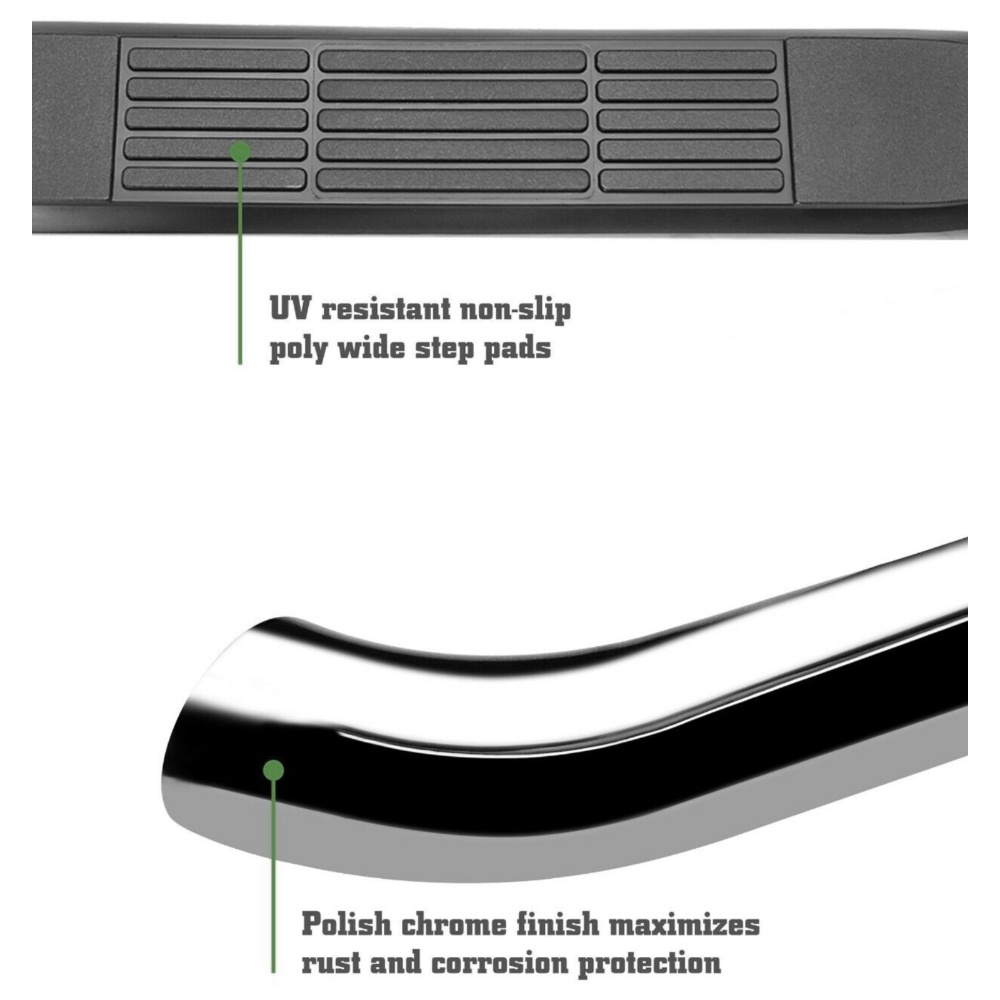 UV resistant non-slip
poly wide step pads
Polish chrome finish maximizes
rust and corrosion protection